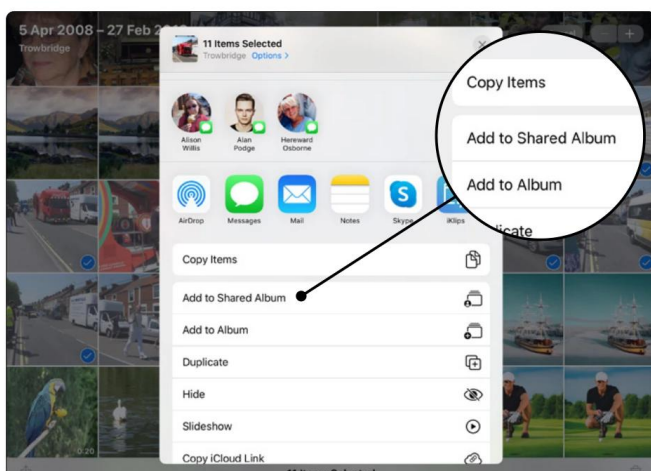 5 Apr 2008 – 27 Feb 2
Trowbridge
11 Items Selected
Trowbridge Options >
Alison
Willis
Alan
Podge
Hereward
Osborne
AirDrop
Messages
Mail
Notes
Skype
iKlips
Copy Items
Add to Shared Album
Add to Album
Duplicate
Hide
Slideshow
Copy iCloud Link
Copy Items
Add to Shared Album
Add to Album
icate
0:20